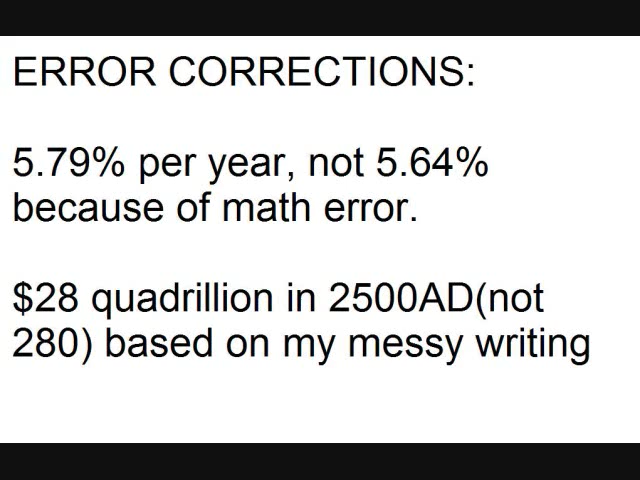 ERROR CORRECTIONS:
5.79% per year, not 5.64%
because of math error.
$28 quadrillion in 2500AD(not
280) based on my messy writing